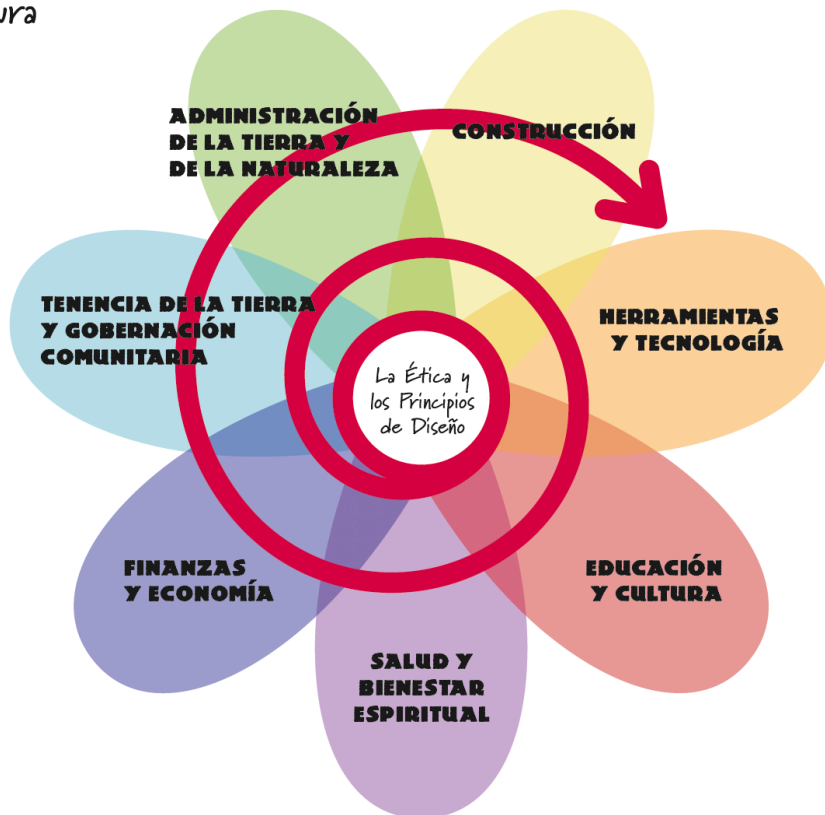 ADMINISTRACIÓN
DE LA TIERRA Y
DE LA NATURALEZA
CONSTRUCCIÓN
HERRAMIENTAS
Y TECNOLOGÍA
EDUCACIÓN
Y CULTURA
SALUD Y
BIENESTAR
ESPIRITUAL
FINANZAS
Y ECONOMÍA
TENENCIA DE LA TIERRA
Y GOBERNACIÓN
COMUNITARIA
La Ética y
los Principios
de Diseño